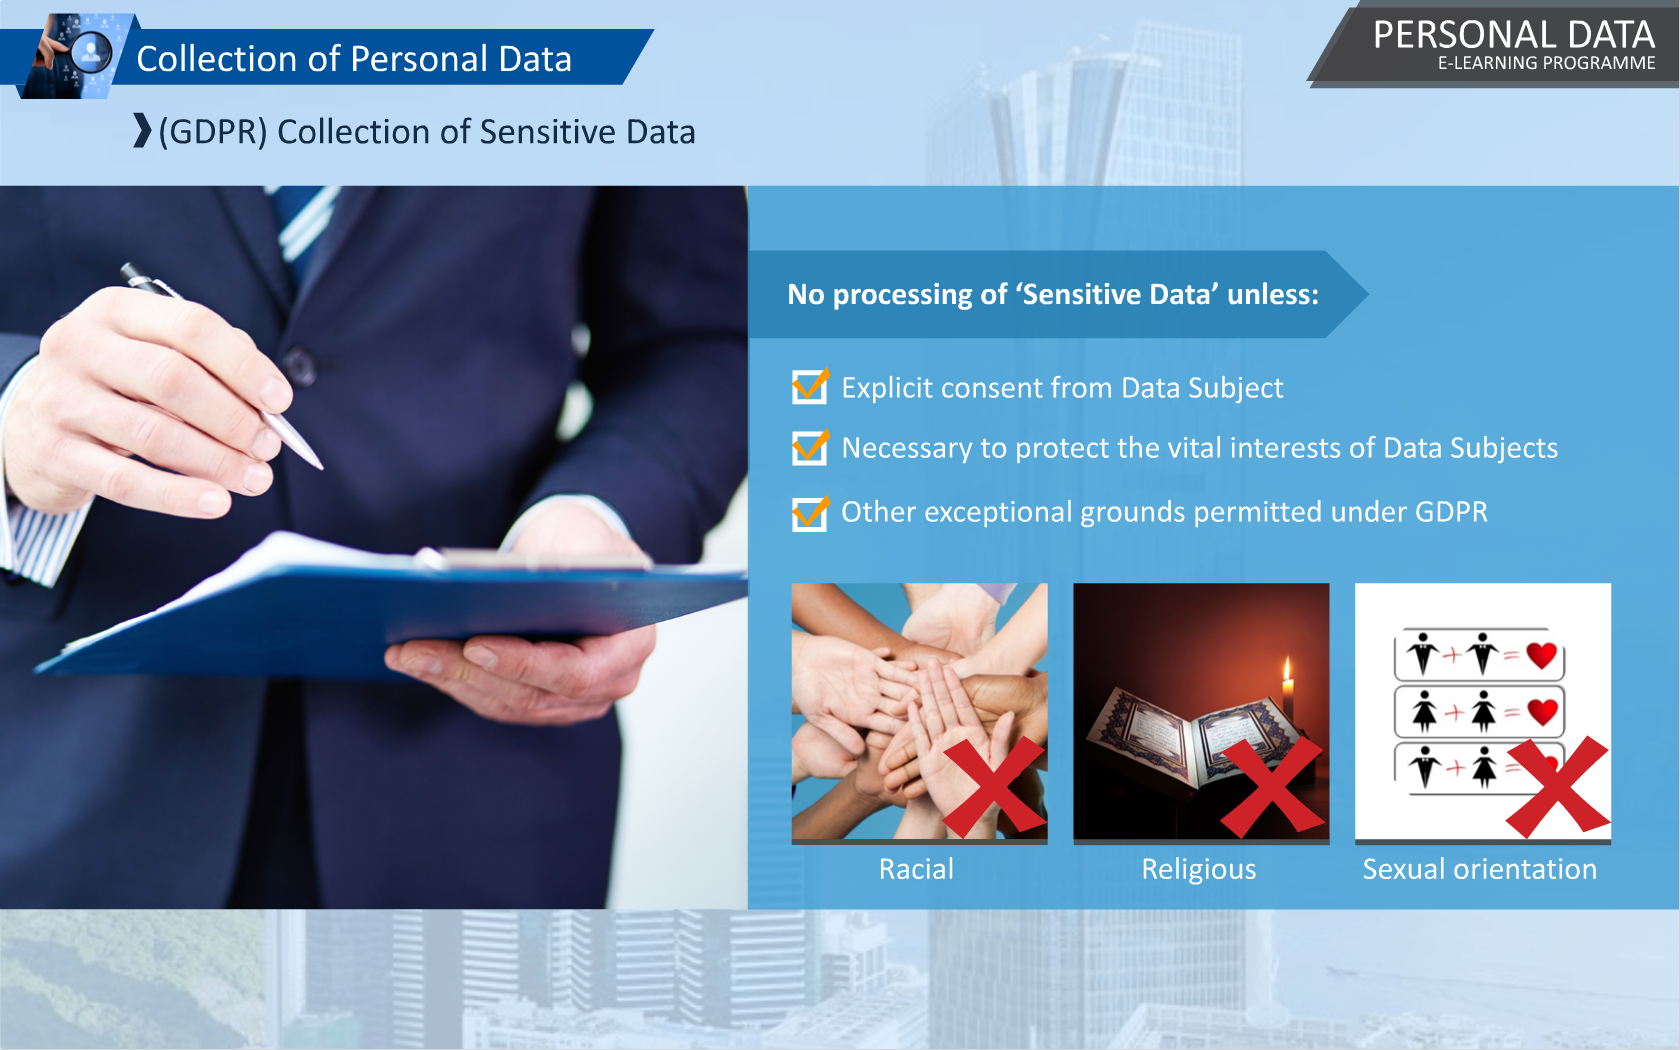 Collection of Personal Data
PERSONAL DATA
E-LEARNING PROGRAMME
(GDPR) Collection of Sensitive Data
No processing of ‘Sensitive Data’ unless:
Explicit consent from Data Subject
Necessary to protect the vital interests of Data Subjects
Other exceptional grounds permitted under GDPR
Racial
Religious
Sexual orientation